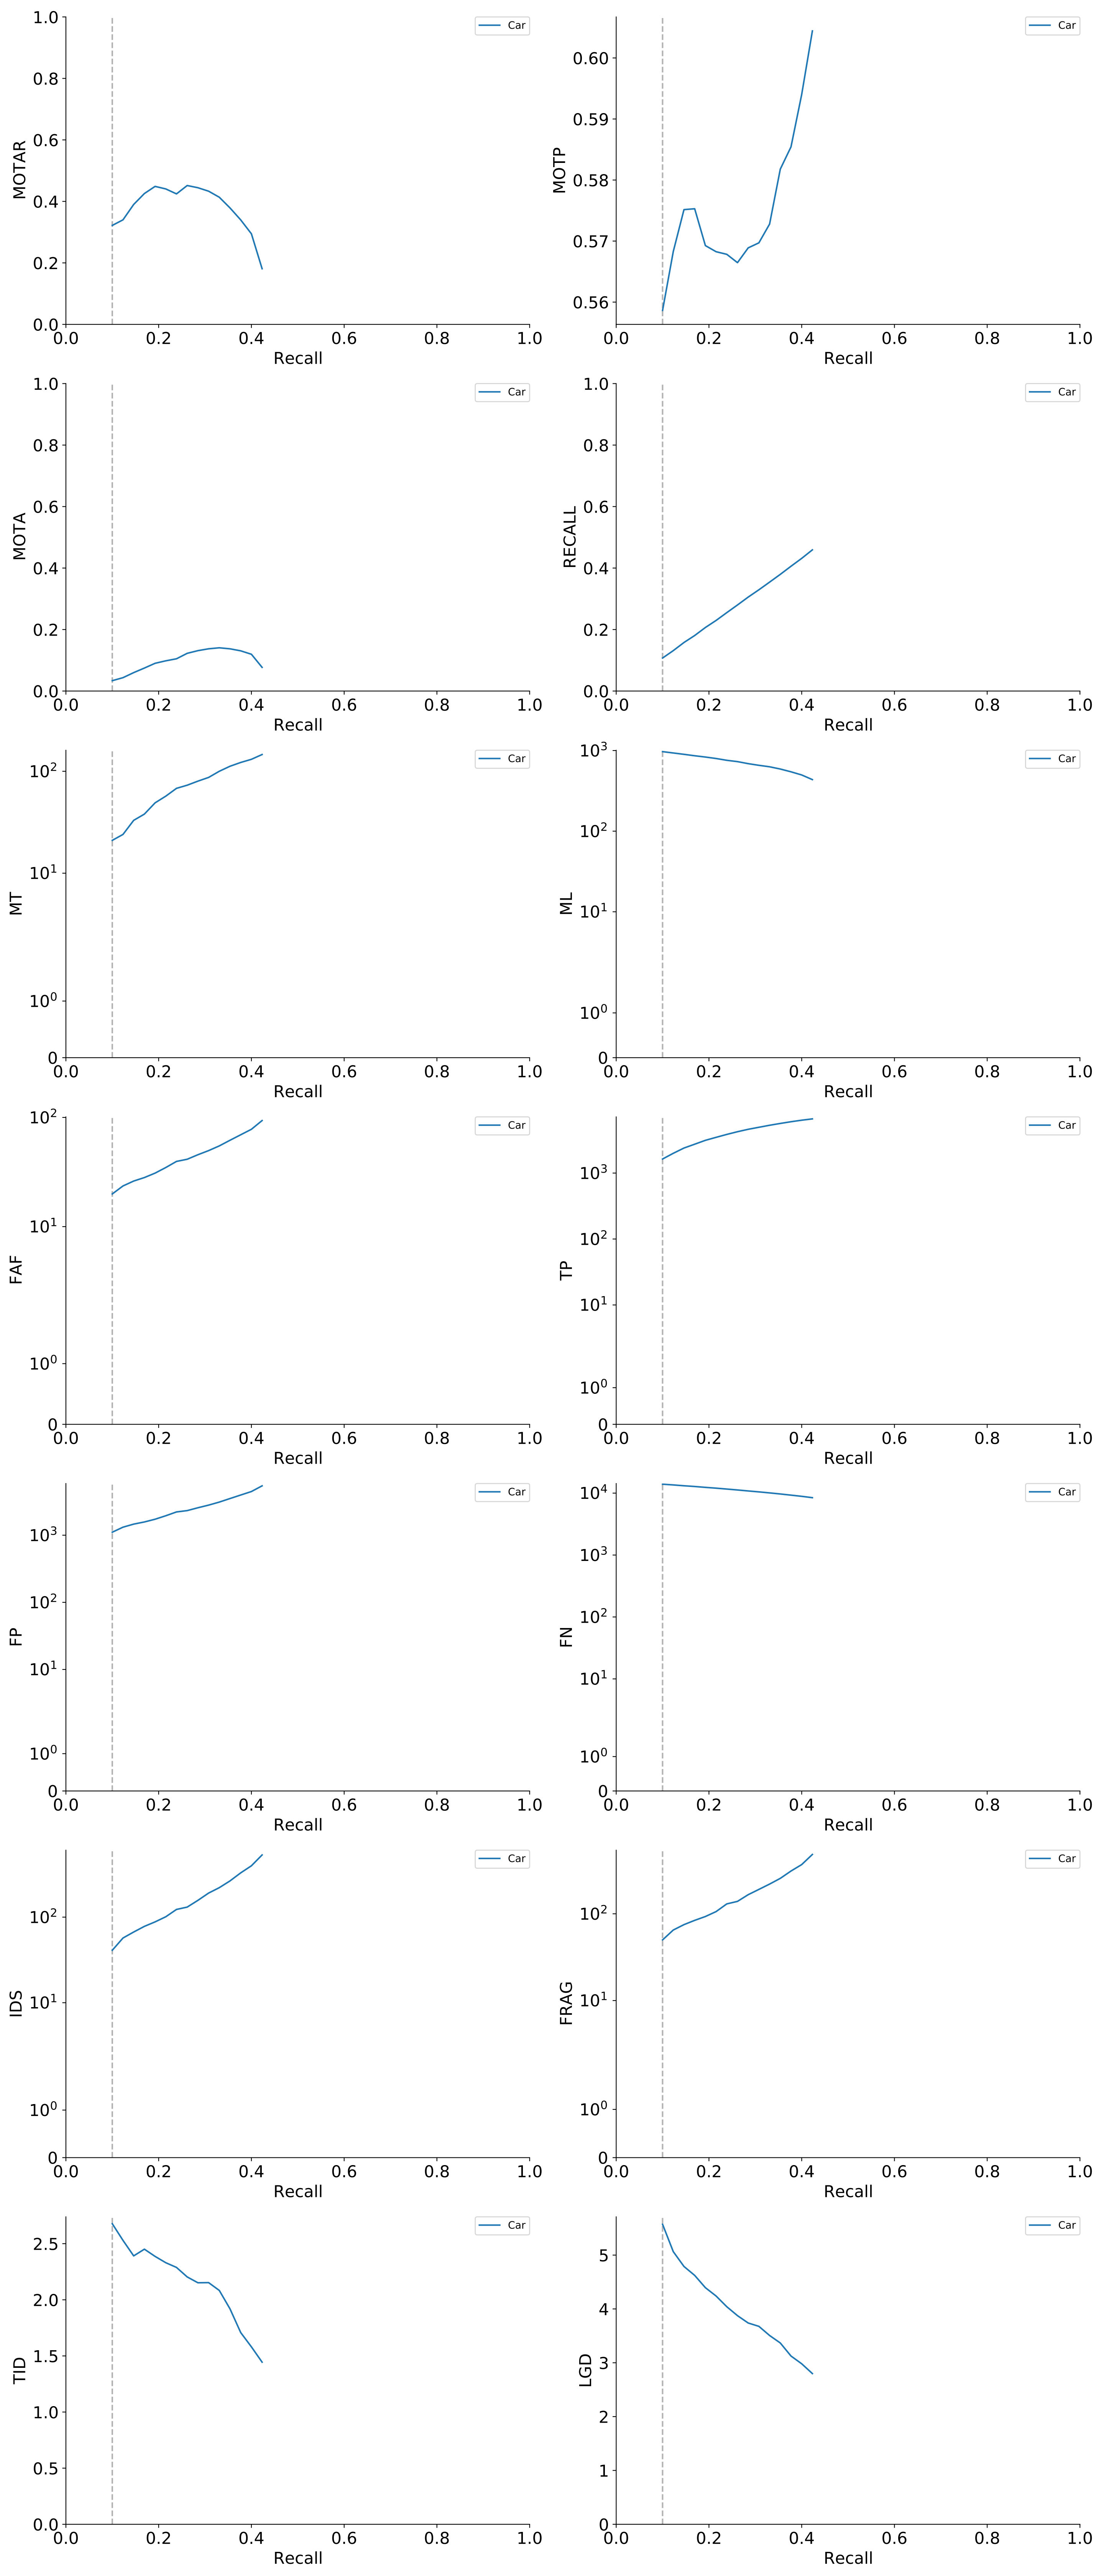 Car
MOTAR
1.0
0.8
0.6
0.4
0.2
0.0
0.0 0.2 0.4 0.6 0.8 1.0
Recall
Car
MOTP
0.60
0.59
0.58
0.57
0.56
0.0 0.2 0.4 0.6 0.8 1.0
Recall
Car
MOTA
1.0
0.8
0.6
0.4
0.2
0.0
0.0 0.2 0.4 0.6 0.8 1.0
Recall
Car
RECALL
1.0
0.8
0.6
0.4
0.2
0.0
0.0 0.2 0.4 0.6 0.8 1.0
Recall
Car
MT
10²
10¹
10⁰
0
0.0 0.2 0.4 0.6 0.8 1.0
Recall
Car
ML
10³
10²
10¹
10⁰
0
0.0 0.2 0.4 0.6 0.8 1.0
Recall
Car
FAF
10²
10¹
10⁰
0
0.0 0.2 0.4 0.6 0.8 1.0
Recall
Car
TP
10³
10²
10¹
10⁰
0
0.0 0.2 0.4 0.6 0.8 1.0
Recall
Car
FP
10³
10²
10¹
10⁰
0
0.0 0.2 0.4 0.6 0.8 1.0
Recall
Car
FN
10⁴
10³
10²
10¹
10⁰
0
0.0 0.2 0.4 0.6 0.8 1.0
Recall
Car
IDS
10²
10¹
10⁰
0
0.0 0.2 0.4 0.6 0.8 1.0
Recall
Car
FRAG
10²
10¹
10⁰
0
0.0 0.2 0.4 0.6 0.8 1.0
Recall
Car
TID
2.5
2.0
1.5
1.0
0.5
0.0
0.0 0.2 0.4 0.6 0.8 1.0
Recall
Car
LGD
5
4
3
2
1
0
0.0 0.2 0.4 0.6 0.8 1.0
Recall